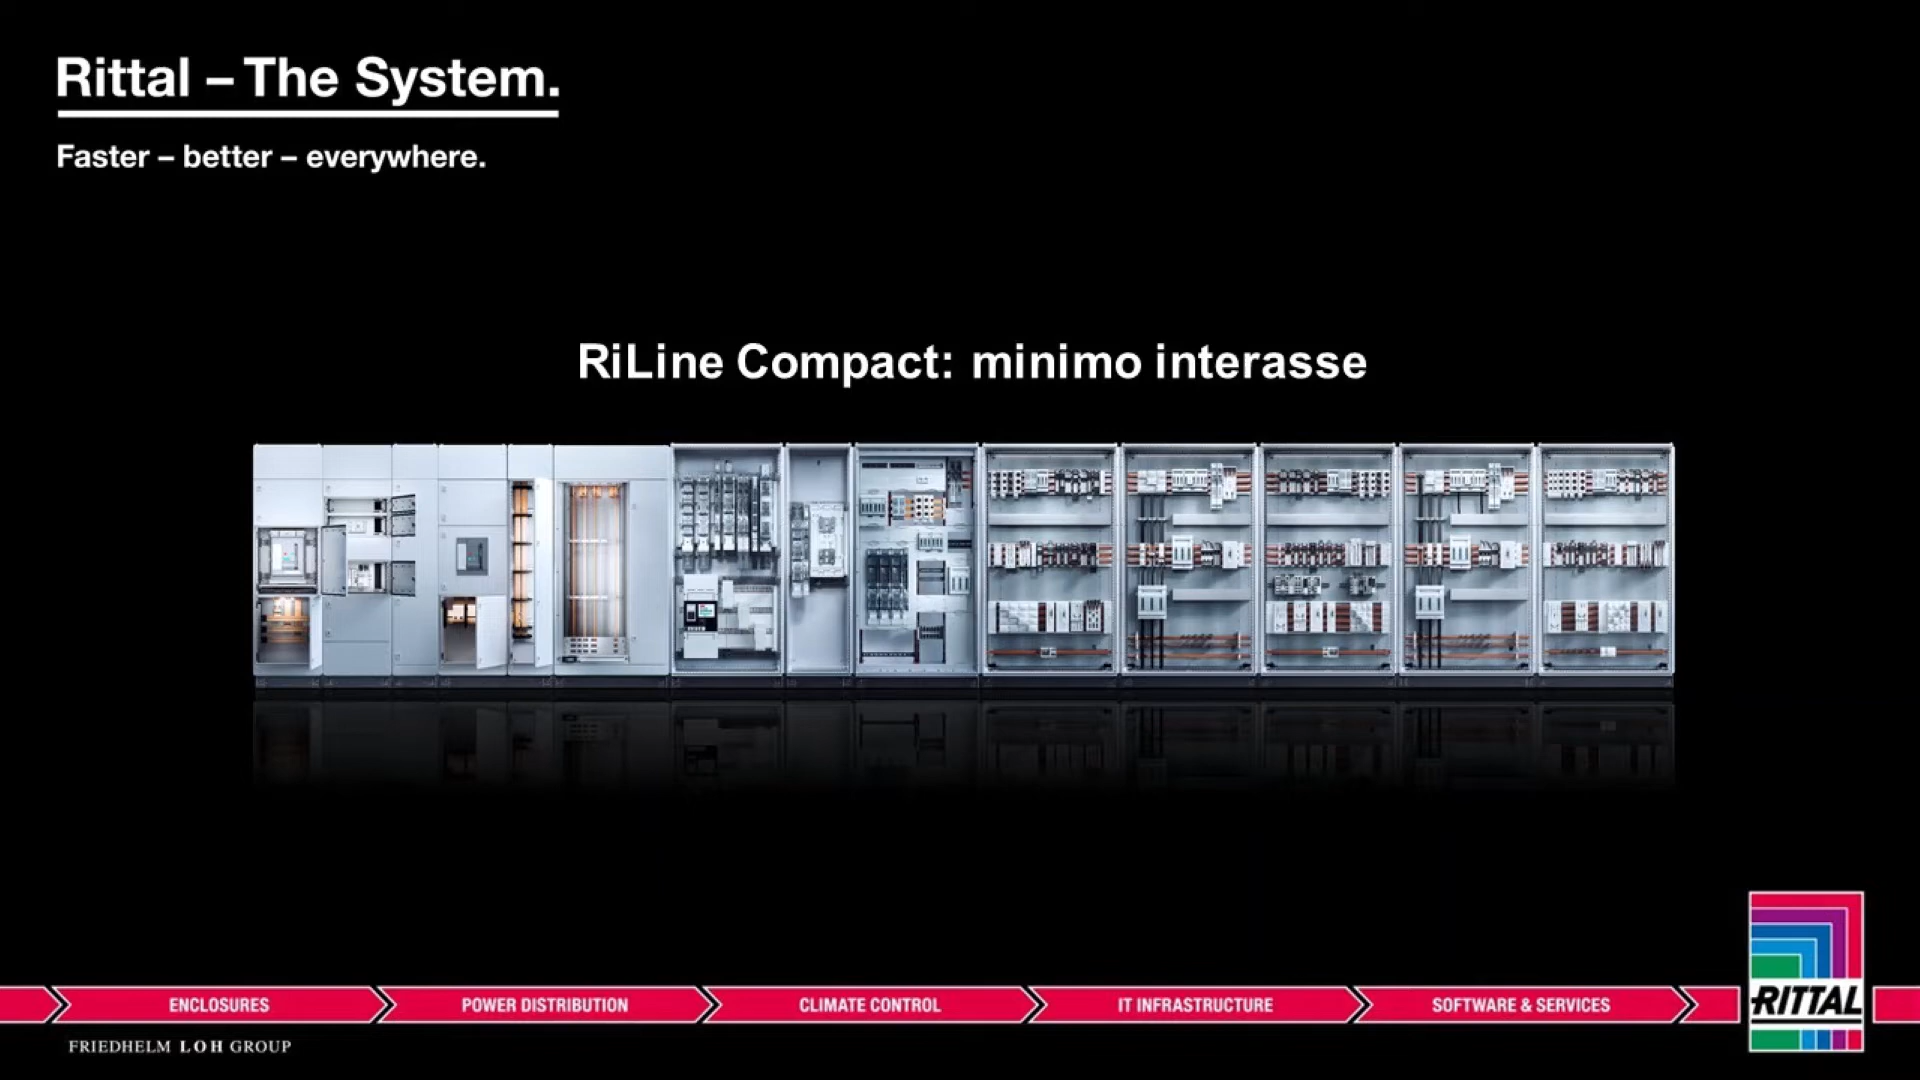 Rittal – The System.
Faster – better – everywhere.
RiLine Compact: minimo interasse
ENCLOSURES
POWER DISTRIBUTION
CLIMATE CONTROL
IT INFRASTRUCTURE
SOFTWARE & SERVICES
RITTAL
FRIEDHELM LOH GROUP